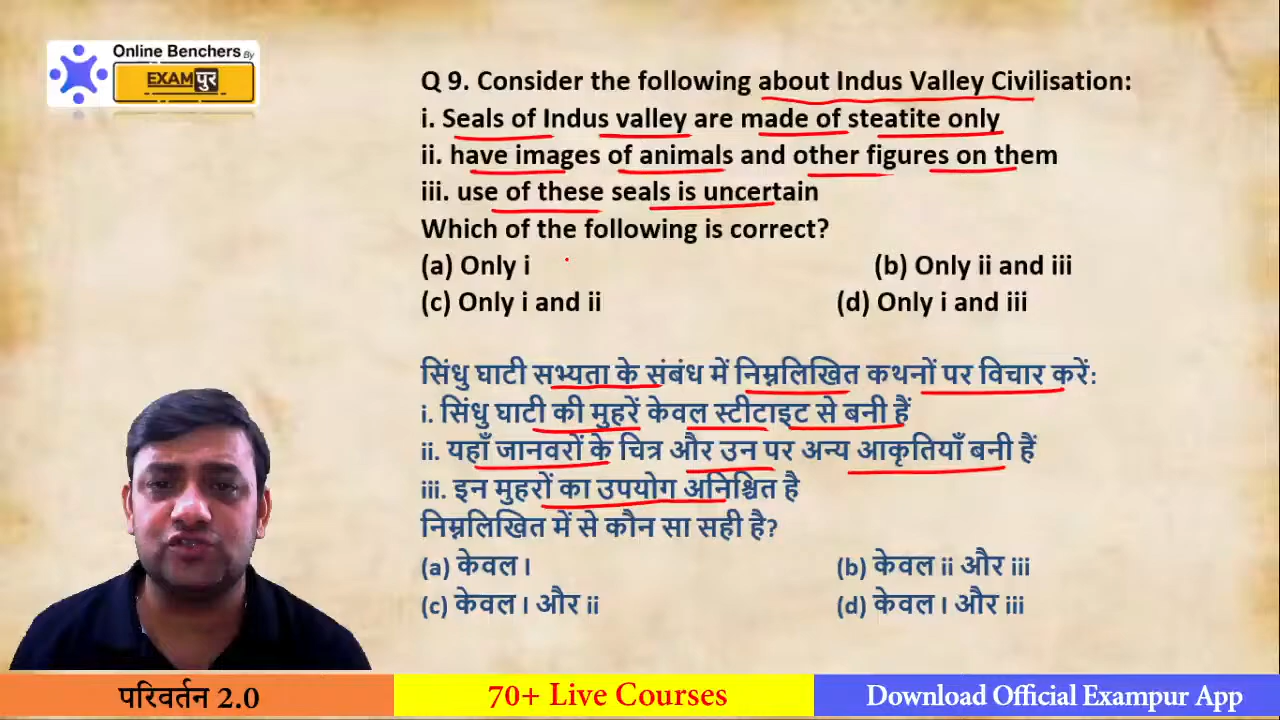 Online Benchers By
EXAMपुर
Q 9. Consider the following about Indus Valley Civilisation:
i. Seals of Indus valley are made of steatite only
ii. have images of animals and other figures on them
iii. use of these seals is uncertain
Which of the following is correct?
(a) Only i (b) Only ii and iii
(c) Only i and ii (d) Only i and iii
सिंधु घाटी सभ्यता के संबंध में निम्नलिखित कथनों पर विचार करें:
i. सिंधु घाटी की मुहरें केवल स्टीटाइट से बनी हैं
ii. यहाँ जानवरों के चित्र और उन पर अन्य आकृतियाँ बनी हैं
iii. इन मुहरों का उपयोग अनिश्चित है
निम्नलिखित में से कौन सा सही है?
(a) केवल I (b) केवल ii और iii
(c) केवल I और ii (d) केवल I और iii
परिवर्तन 2.0 70+ Live Courses Download Official Exampur App